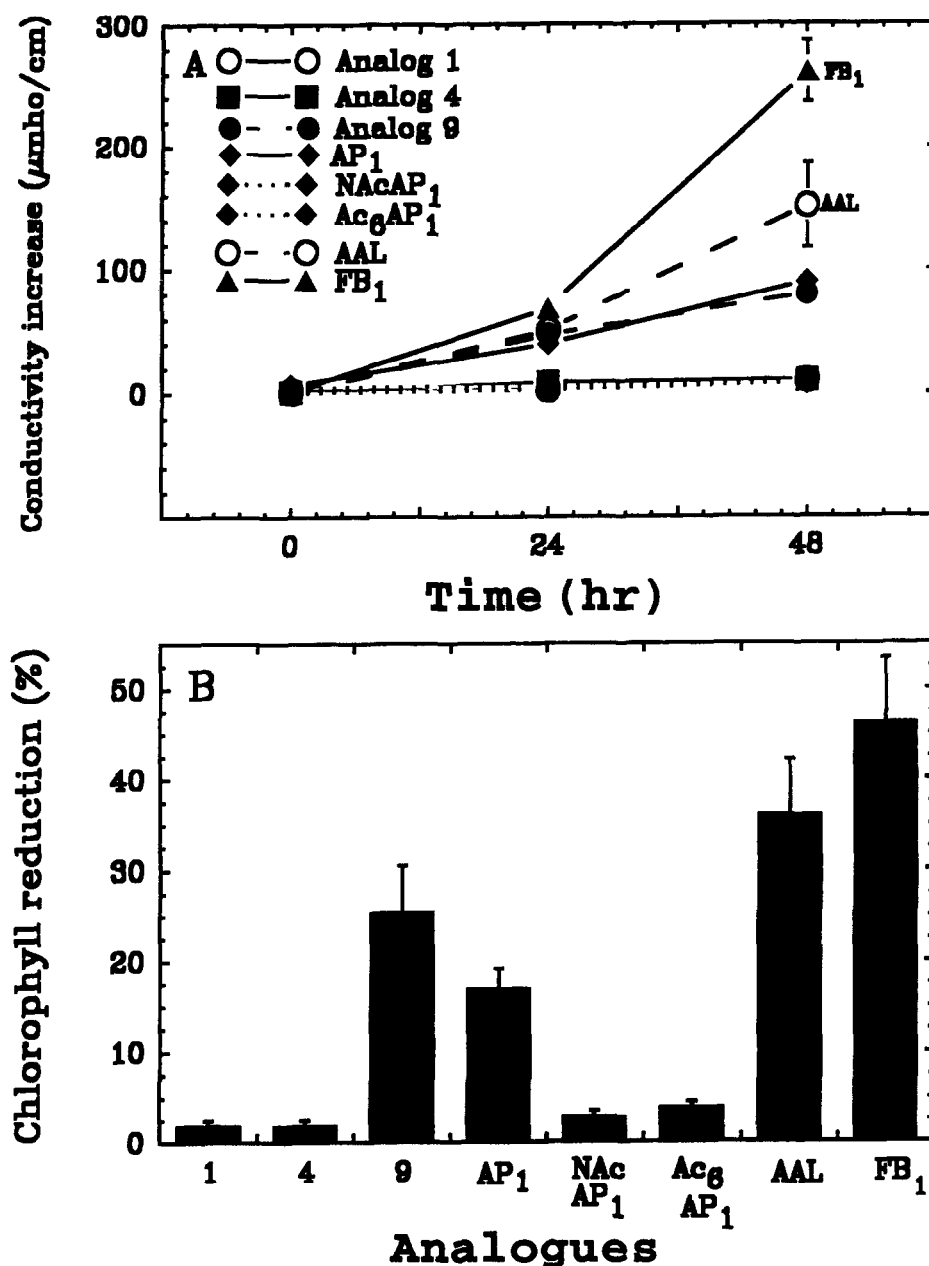 Conductivity increase (µmho/cm)
300
200
100
0
A
Analog 1
Analog 4
Analog 9
AP1
NAcAP1
Ac6AP1
AAL
FB1
FB1
AAL
0 24 48
Time (hr)
Chlorophyll reduction (%)
50
40
30
20
10
0
B
1 4 9 AP1 NAc Ac6 AAL FB1
AP1 AP1
Analogues